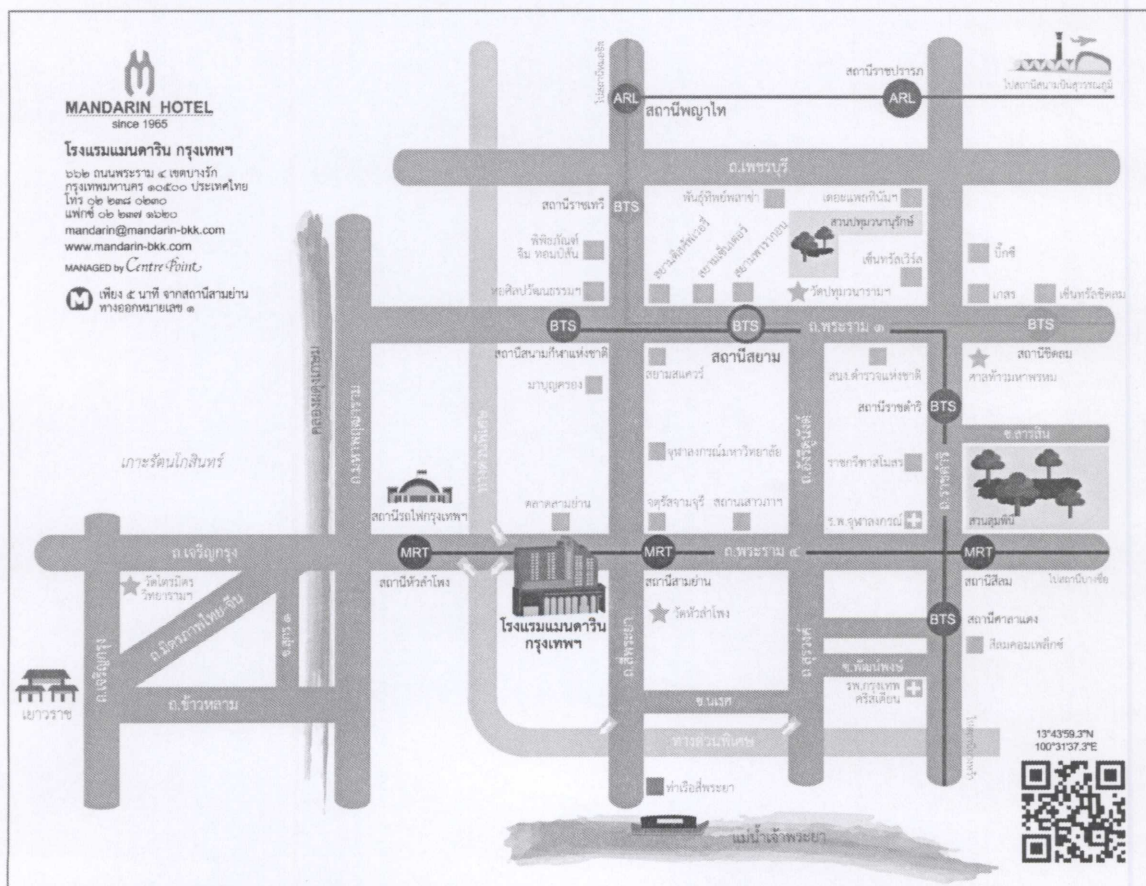 MANDARIN HOTEL
since 1965
โรงแรมแมนดาริน กรุงเทพฯ
๖๖๒ ถนนพระราม ๔ เขตบางรัก
กรุงเทพมหานคร ๑๐๕๐๐ ประเทศไทย
โทร ๐๒ ๒๓๘ ๐๒๓๐
แฟกซ์ ๐๒ ๒๓๗ ๑๖๒๐
mandarin@mandarin-bkk.com
www.mandarin-bkk.com
MANAGED by Centre Point
M เพียง ๕ นาที จากสถานีสามย่าน
ทางออกหมายเลข ๑
ไปสถานีหมอชิต
ARL
สถานีพญาไท
สถานีราชปรารภ
ARL
ไปสถานีสนามบินสุวรรณภูมิ
ถ.เพชรบุรี
สถานีราชเทวี
BTS
พันธุ์ทิพย์พลาซ่า
เดอะแพลทินัมฯ
สวนปทุมวนานุรักษ์
พิพิธภัณฑ์
จิม ทอมป์สัน
สยามดิสคัฟเวอรี่
สยามเซ็นเตอร์
สยามพารากอน
เซ็นทรัลเวิร์ล
บิ๊กซี
หอศิลปวัฒนธรรมฯ
วัดปทุมวนารามฯ
เกสร
เซ็นทรัลชิดลม
BTS
BTS
ถ.พระราม ๑
BTS
สถานีสนามกีฬาแห่งชาติ
สถานีสยาม
สถานีชิดลม
มาบุญครอง
สยามสแควร์
สนง.ตำรวจแห่งชาติ
ศาลท้าวมหาพรหม
สถานีราชดำริ
BTS
ซ.สารสิน
คลองผดุงเกษม
ถ.มหาพฤฒาราม
ทางด่วนพิเศษ
เกาะรัตนโกสินทร์
จุฬาลงกรณ์มหาวิทยาลัย
ถ.อังรีดูนังต์
ราชกรีฑาสโมสร
ถ.ราชดำริ
สถานีรถไฟกรุงเทพฯ
ตลาดสามย่าน
จตุรัสจามจุรี
สถานเสาวภาฯ
ร.พ.จุฬาลงกรณ์
สวนลุมพินี
ถ.เจริญกรุง
MRT
MRT
ถ.พระราม ๔
MRT
สถานีหัวลำโพง
สถานีสามย่าน
สถานีสีลม
ไปสถานีบางซื่อ
วัดไตรมิตร
วิทยารามฯ
ถ.มิตรภาพไทย-จีน
ซ.สุกร ๑
โรงแรมแมนดาริน
กรุงเทพฯ
วัดหัวลำโพง
BTS
สถานีศาลาแดง
สีลมคอมเพล็กซ์
ถ.เจริญกรุง
ถ.สี่พระยา
ถ.สุรวงศ์
ซ.พัฒน์พงษ์
รพ.กรุงเทพ
คริสเตียน
เยาวราช
ถ.ข้าวหลาม
ซ.นเรศ
ทางด่วนพิเศษ
13°43'59.3"N
100°31'37.3"E
ท่าเรือสี่พระยา
แม่น้ำเจ้าพระยา